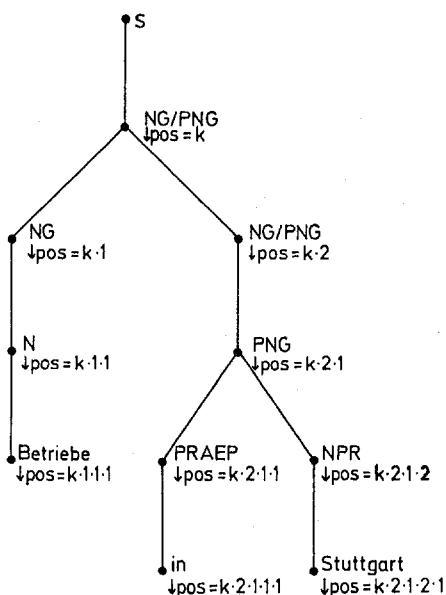 S
NG/PNG
↓pos=k
NG
↓pos=k·1
NG/PNG
↓pos=k·2
N
↓pos=k·1·1
PNG
↓pos=k·2·1
Betriebe
↓pos=k·1·1·1
PRAEP
↓pos=k·2·1·1
NPR
↓pos=k·2·1·2
in
↓pos=k·2·1·1·1
Stuttgart
↓pos=k·2·1·2·1